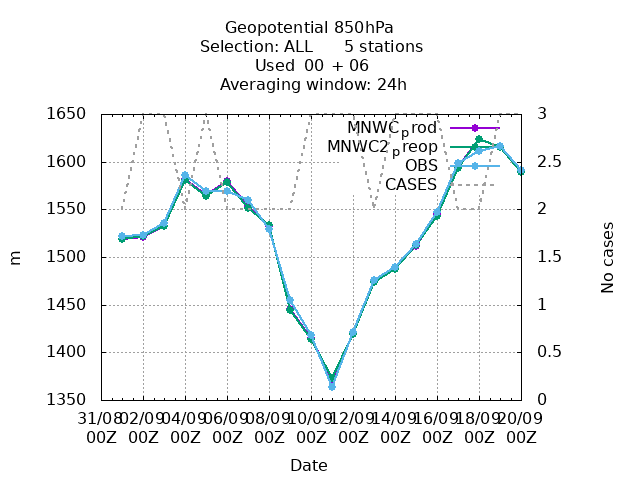 Geopotential 850hPa
Selection: ALL 5 stations
Used 00 + 06
Averaging window: 24h
1650
1600
1550
1500
1450
1400
1350
3
2.5
2
1.5
1
0.5
0
m
No cases
MNWC_prod
MNWC2_preop
OBS
CASES
31/08 02/09 04/09 06/09 08/09 10/09 12/09 14/09 16/09 18/09 20/09
00Z 00Z 00Z 00Z 00Z 00Z 00Z 00Z 00Z 00Z 00Z
Date